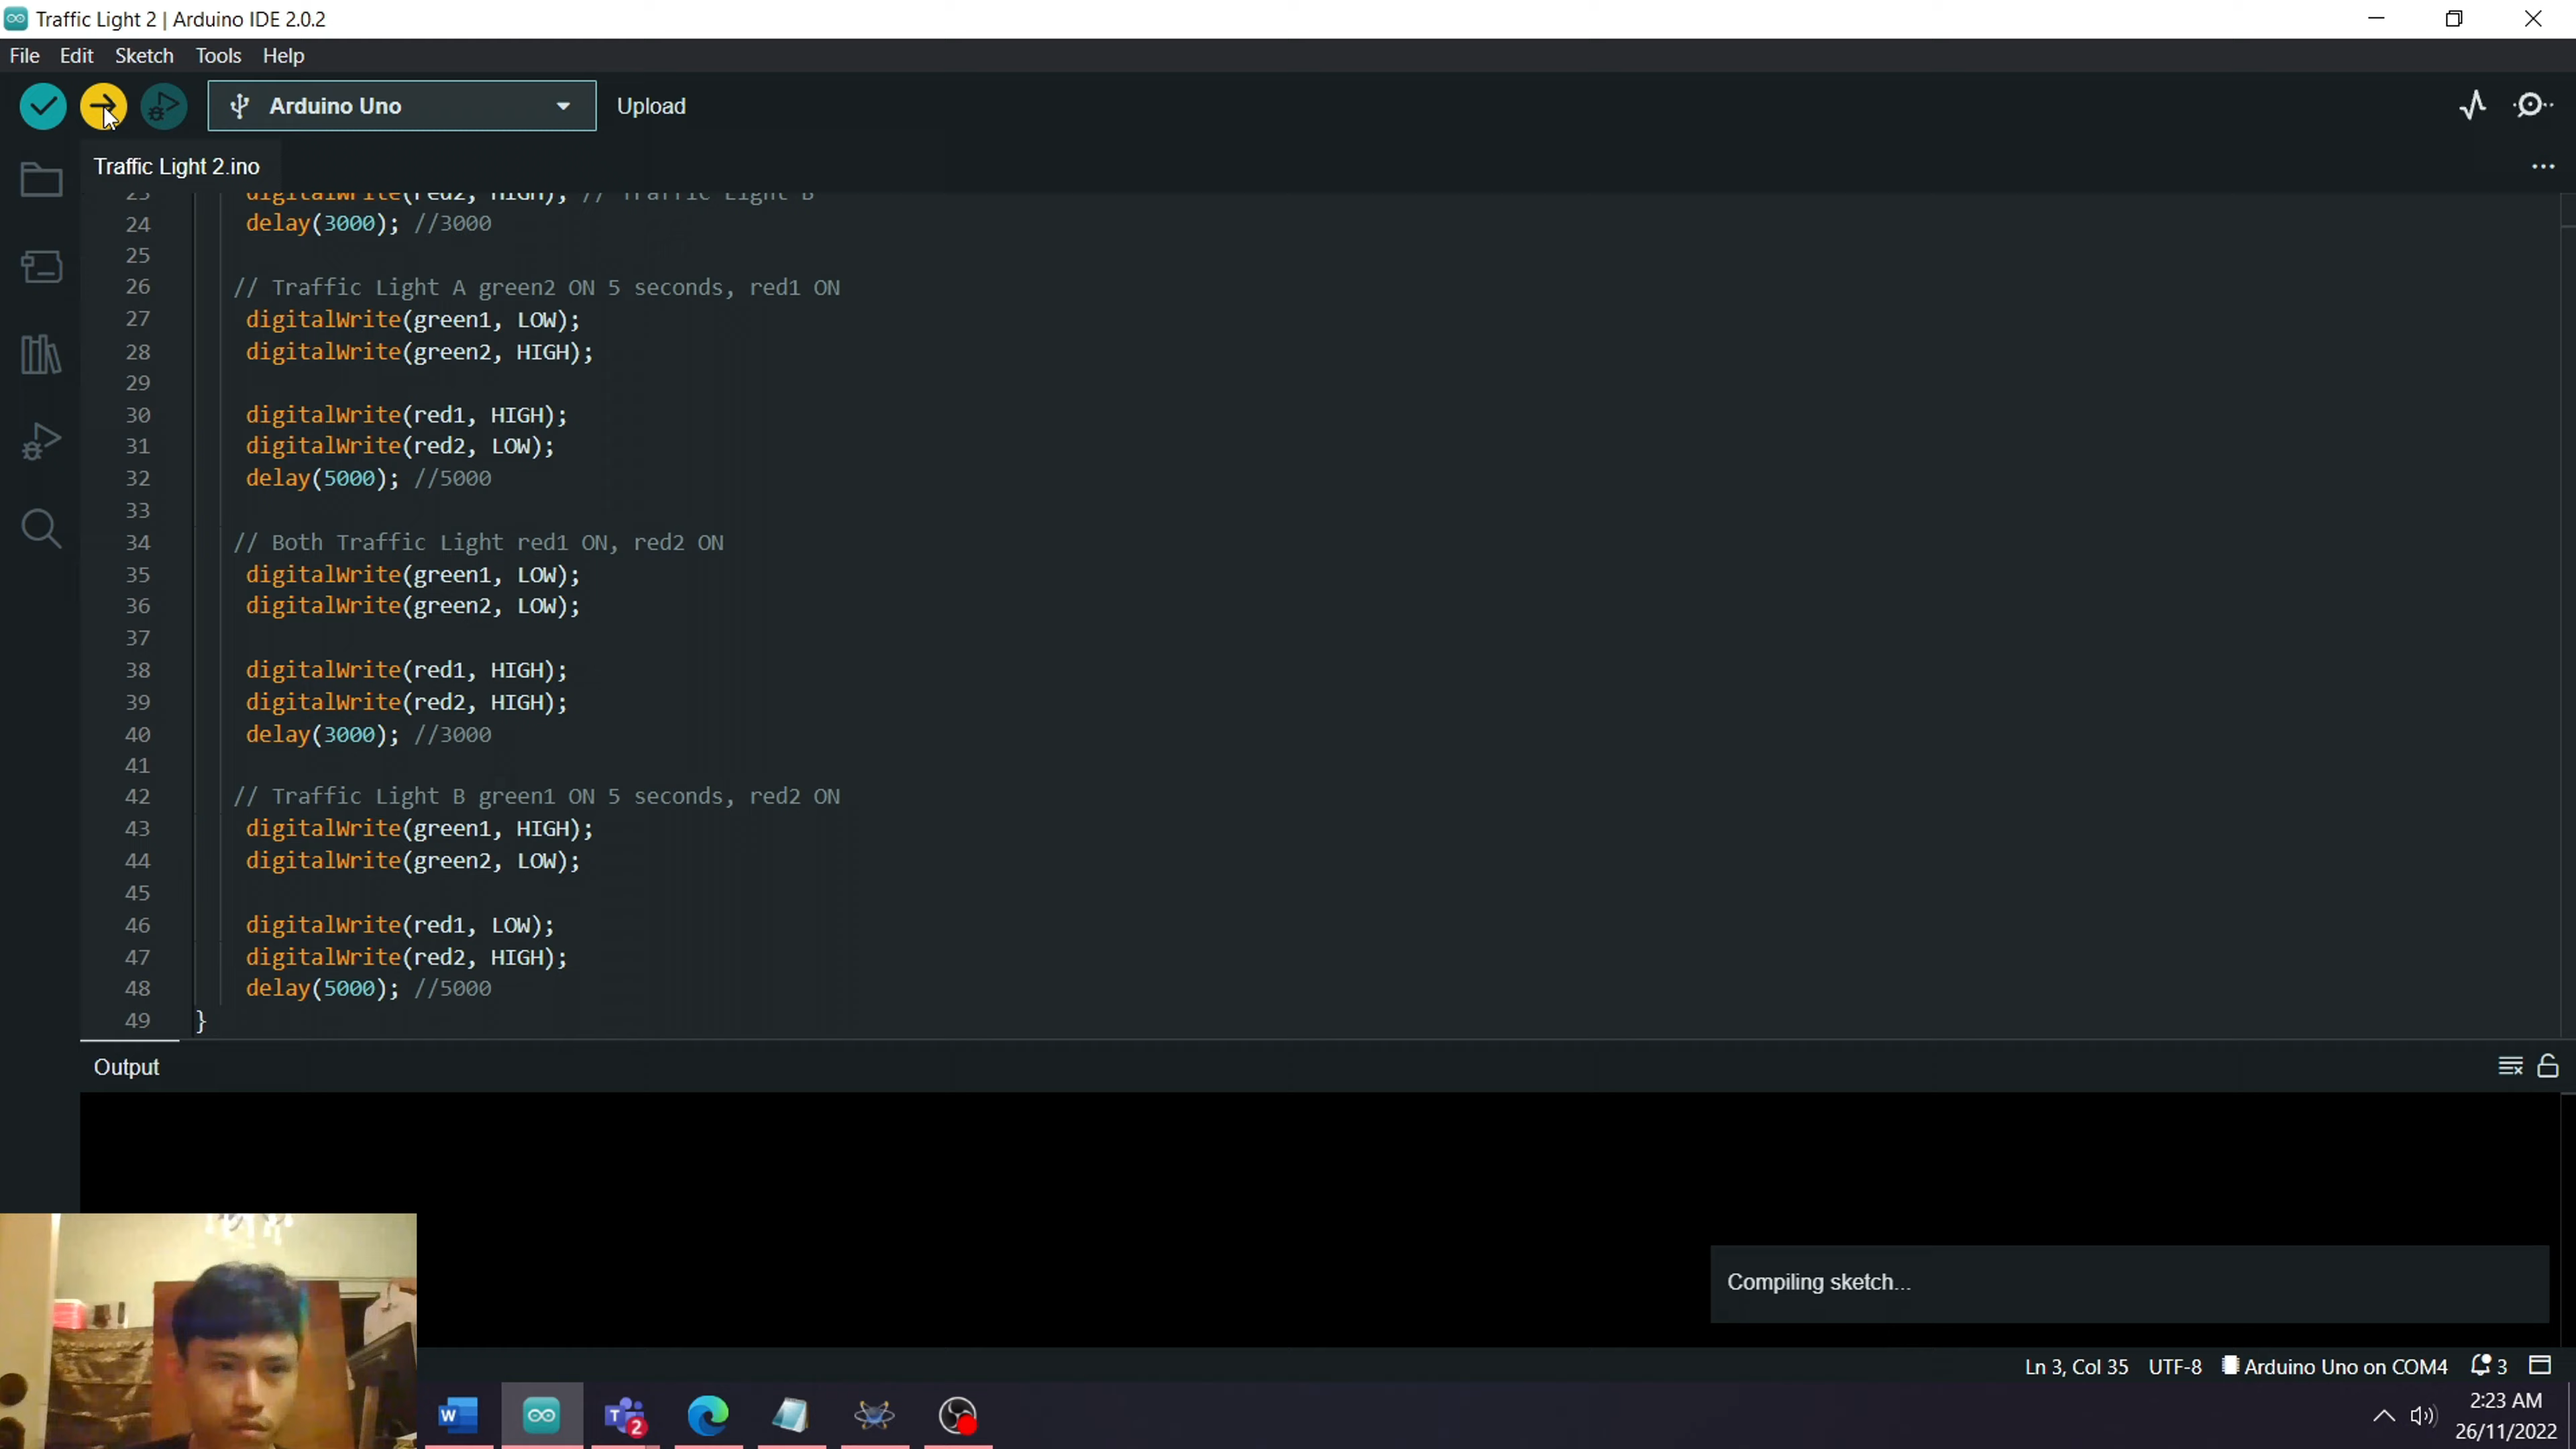 Traffic Light 2 | Arduino IDE 2.0.2
File Edit Sketch Tools Help
Arduino Uno
Upload
Traffic Light 2.ino
23 digitalWrite(red2, HIGH); // Traffic Light B
24 delay(3000); //3000
25
26 // Traffic Light A green2 ON 5 seconds, red1 ON
27 digitalWrite(green1, LOW);
28 digitalWrite(green2, HIGH);
29
30 digitalWrite(red1, HIGH);
31 digitalWrite(red2, LOW);
32 delay(5000); //5000
33
34 // Both Traffic Light red1 ON, red2 ON
35 digitalWrite(green1, LOW);
36 digitalWrite(green2, LOW);
37
38 digitalWrite(red1, HIGH);
39 digitalWrite(red2, HIGH);
40 delay(3000); //3000
41
42 // Traffic Light B green1 ON 5 seconds, red2 ON
43 digitalWrite(green1, HIGH);
44 digitalWrite(green2, LOW);
45
46 digitalWrite(red1, LOW);
47 digitalWrite(red2, HIGH);
48 delay(5000); //5000
49 }
Output
Compiling sketch...
Ln 3, Col 35 UTF-8 Arduino Uno on COM4 3
W T 2
2:23 AM
26/11/2022